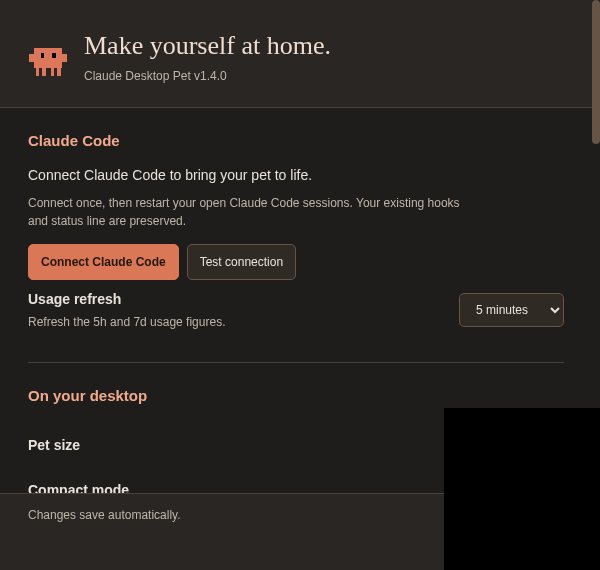 Make yourself at home.
Claude Desktop Pet v1.4.0
Claude Code
Connect Claude Code to bring your pet to life.
Connect once, then restart your open Claude Code sessions. Your existing hooks
and status line are preserved.
Connect Claude Code
Test connection
Usage refresh
5 minutes
Refresh the 5h and 7d usage figures.
On your desktop
Pet size
Compact mode
Changes save automatically.